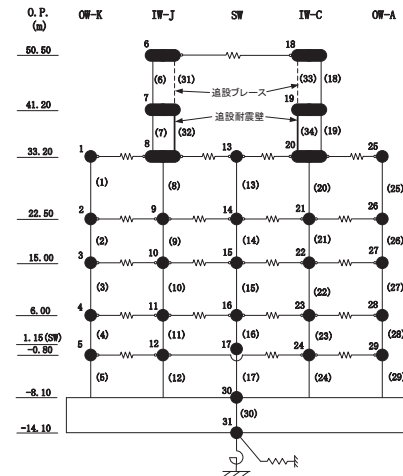 O.P. OW-K IW-J SW IW-C OW-A
(m)
50.50 6 18
(6) (31) (33) (18)
追設ブレース
41.20 7 19
追設耐震壁
(7) (32) (34) (19)
33.20 1 8 13 20 25
(1) (8) (13) (20) (25)
22.50 2 9 14 21 26
(2) (9) (14) (21) (26)
15.00 3 10 15 22 27
(3) (10) (15) (22) (27)
6.00 4 11 16 23 28
1.15(SW) (4) (11) (16) (23) (28)
-0.80 5 12 17 24 29
(5) (12) (17) (24) (29)
-8.10 30
(30)
-14.10 31